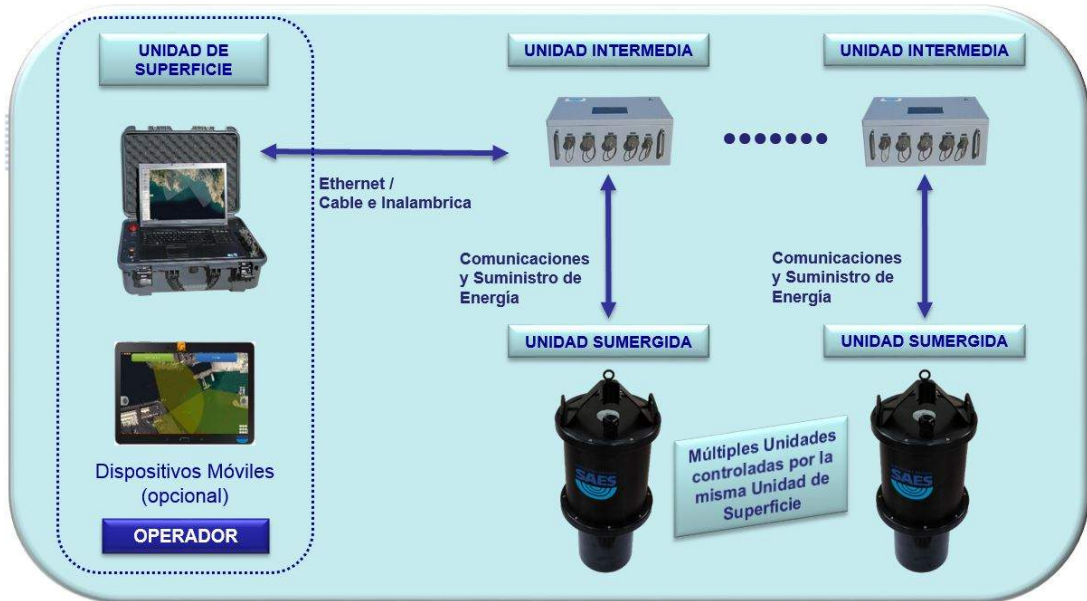 UNIDAD DE
SUPERFICIE
UNIDAD INTERMEDIA
UNIDAD INTERMEDIA
Ethernet /
Cable e Inalambrica
Comunicaciones
y Suministro de
Energía
Comunicaciones
y Suministro de
Energía
UNIDAD SUMERGIDA
UNIDAD SUMERGIDA
Dispositivos Móviles
(opcional)
OPERADOR
SAES
Múltiples Unidades
controladas por la
misma Unidad de
Superficie
SAES